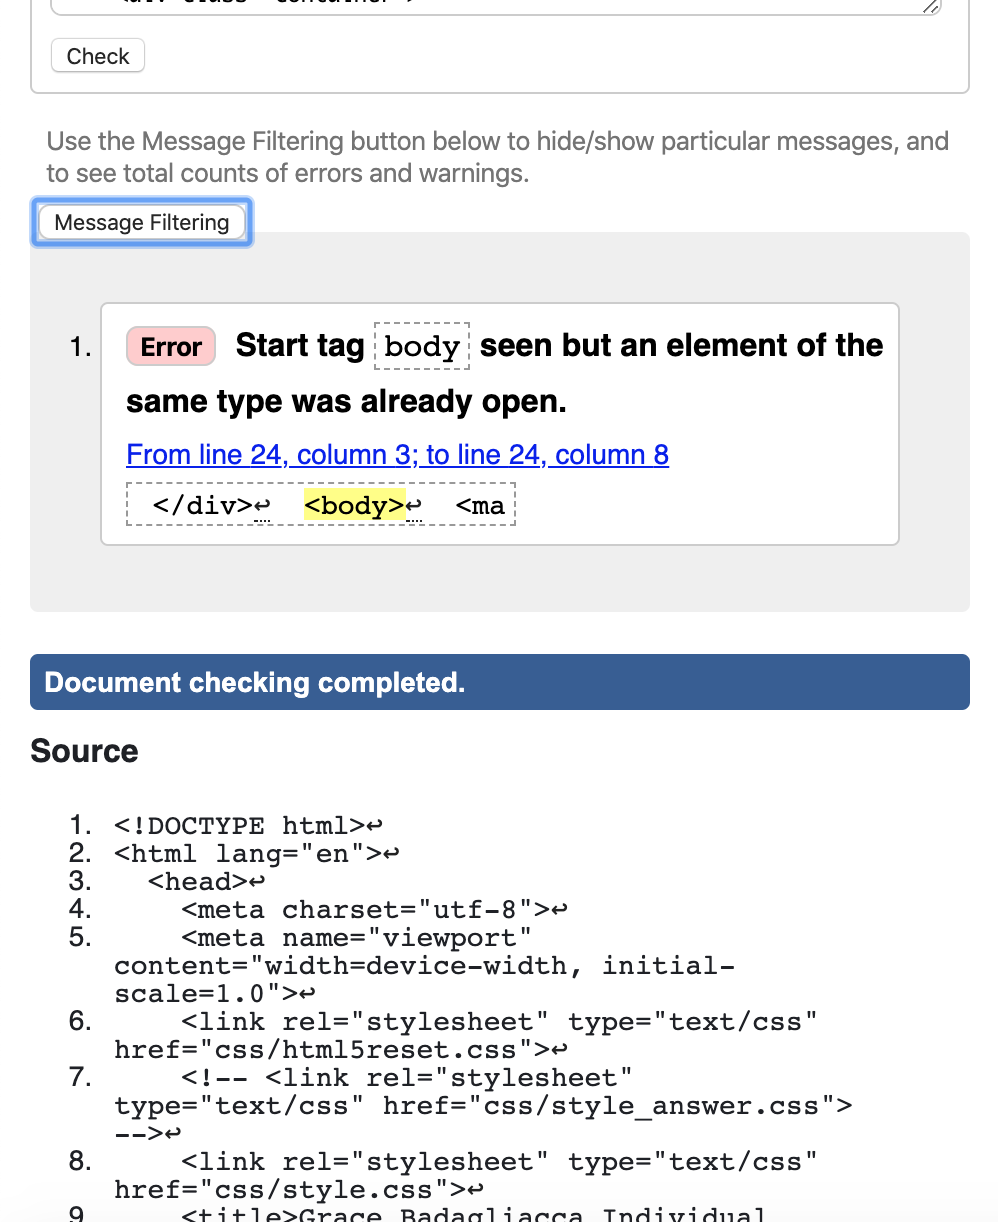 <div class="container">
Check
Use the Message Filtering button below to hide/show particular messages, and
to see total counts of errors and warnings.
Message Filtering
1. Error Start tag body seen but an element of the
same type was already open.
From line 24, column 3; to line 24, column 8
</div>↩ <body>↩ <ma
Document checking completed.
Source
1. <!DOCTYPE html>↩
2. <html lang="en">↩
3. <head>↩
4. <meta charset="utf-8">↩
5. <meta name="viewport"
content="width=device-width, initial-
scale=1.0">↩
6. <link rel="stylesheet" type="text/css"
href="css/html5reset.css">↩
7. <!-- <link rel="stylesheet"
type="text/css" href="css/style_answer.css">
-->↩
8. <link rel="stylesheet" type="text/css"
href="css/style.css">↩
9. <title>Grace Badagliacca Individual